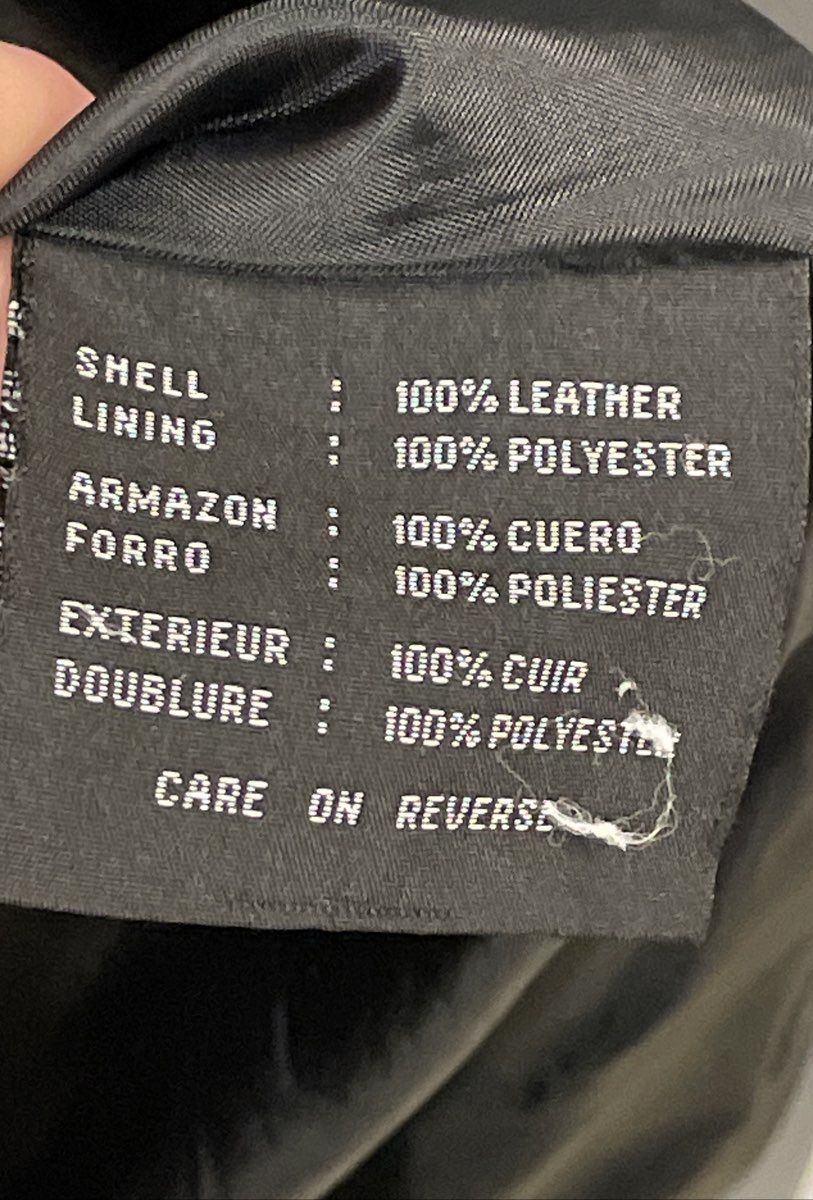 SHELL : 100% LEATHER
LINING : 100% POLYESTER
ARMAZON : 100% CUERO
FORRO : 100% POLIESTER
EXTERIEUR : 100% CUIR
DOUBLURE : 100% POLYESTER
CARE ON REVERSE